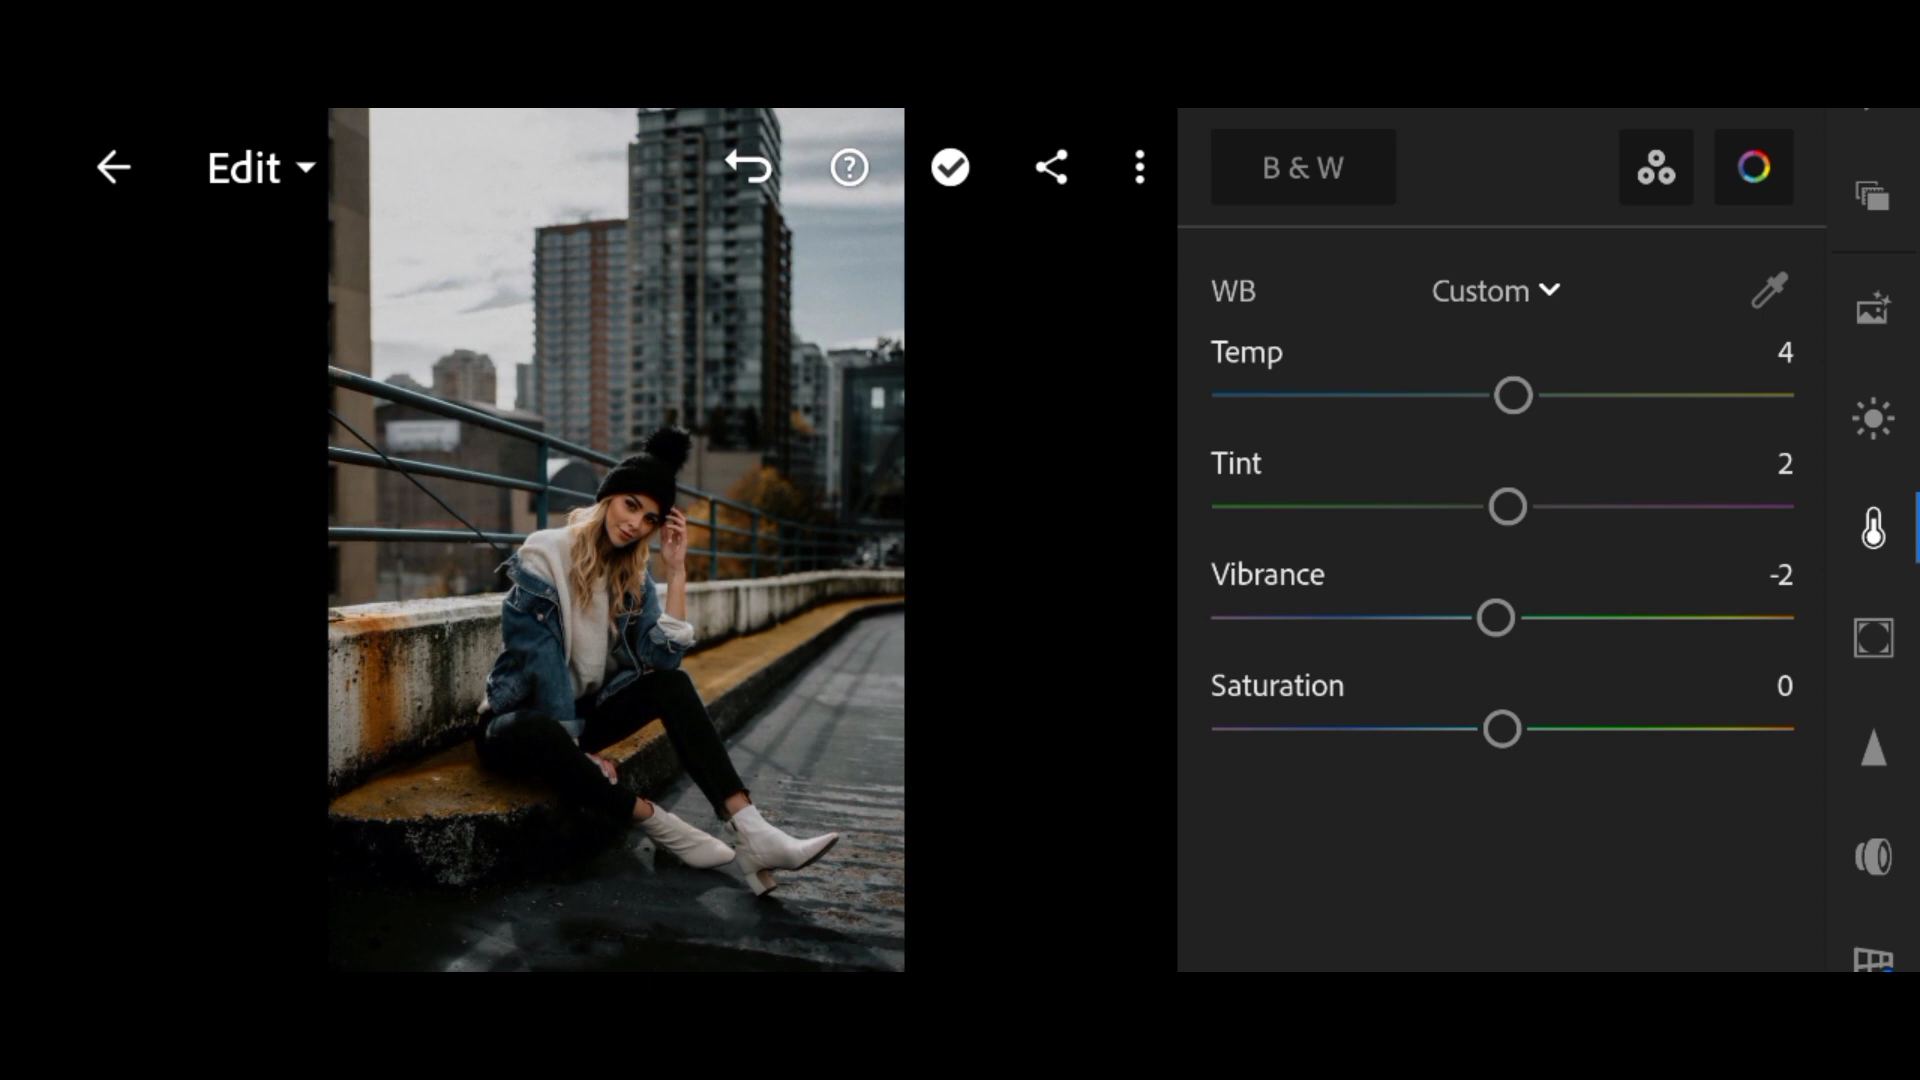 Edit
B & W
WB
Custom
Temp
4
Tint
2
Vibrance
-2
Saturation
0